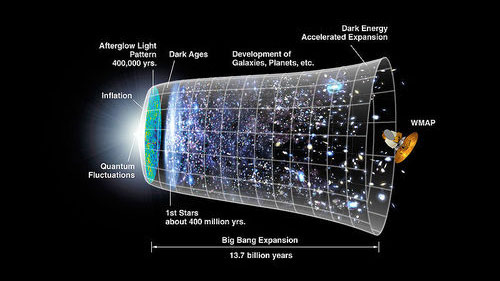 Dark Energy
Accelerated Expansion
Afterglow Light
Pattern
400,000 yrs.
Dark Ages
Development of
Galaxies, Planets, etc.
Inflation
WMAP
Quantum
Fluctuations
1st Stars
about 400 million yrs.
Big Bang Expansion
13.7 billion years